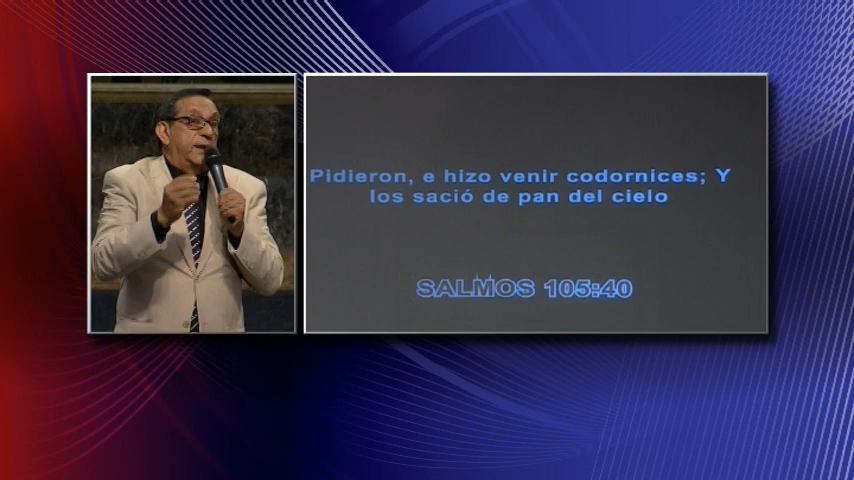 Pidieron, e hizo venir codornices; Y
los sació de pan del cielo
SALMOS 105:40